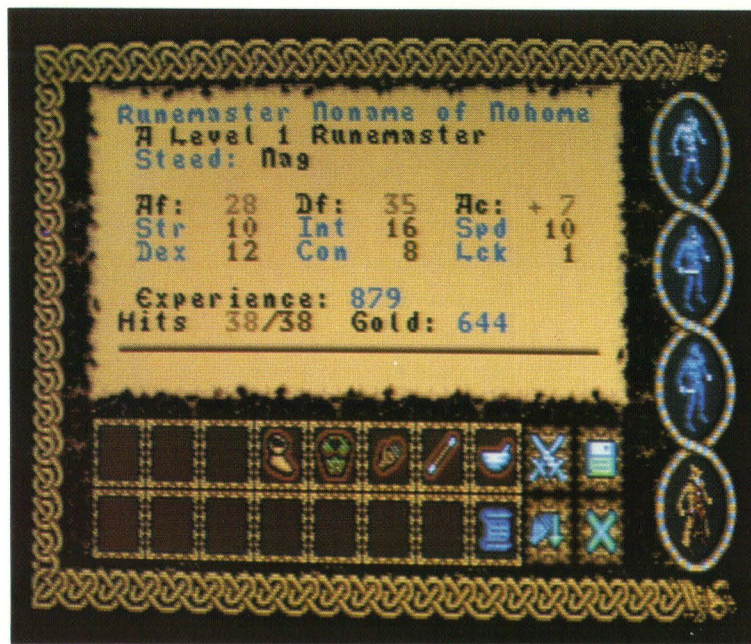 Runemaster Noname of Nohome
A Level 1 Runemaster
Steed: Nag
Af: 28 Df: 35 Ac: + 7
Str 10 Int 16 Spd 10
Dex 12 Con 8 Lck 1
Experience: 879
Hits 38/38 Gold: 644